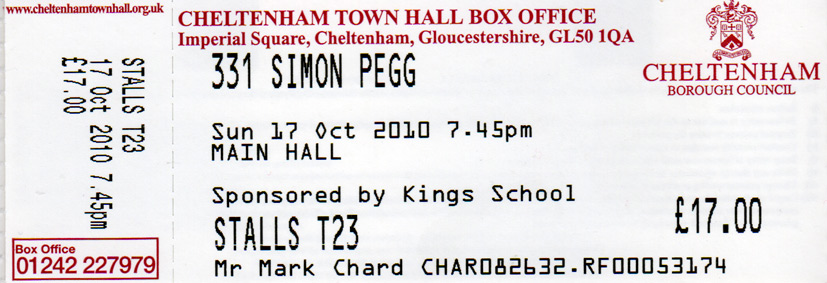 www.cheltenhamtownhall.org.uk
STALLS T23
17 Oct 2010 7.45pm
£17.00
Box Office
01242 227979
CHELTENHAM TOWN HALL BOX OFFICE
Imperial Square, Cheltenham, Gloucestershire, GL50 1QA
331 SIMON PEGG
Sun 17 Oct 2010 7.45pm
MAIN HALL
Sponsored by Kings School
STALLS T23
£17.00
Mr Mark Chard CHAR082632.RF00053174
CHELTENHAM
BOROUGH COUNCIL